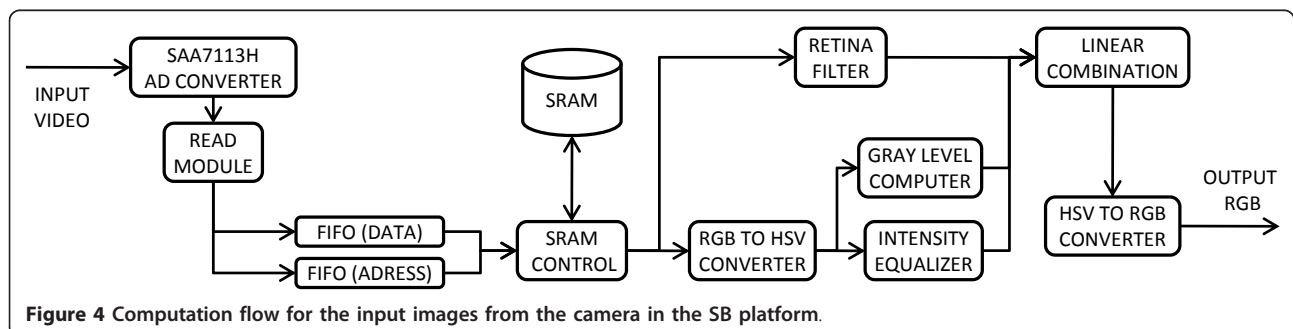 INPUT
VIDEO
SAA7113H
AD CONVERTER
READ
MODULE
FIFO (DATA)
FIFO (ADRESS)
SRAM
SRAM
CONTROL
RETINA
FILTER
RGB TO HSV
CONVERTER
GRAY LEVEL
COMPUTER
INTENSITY
EQUALIZER
LINEAR
COMBINATION
HSV TO RGB
CONVERTER
OUTPUT
RGB
Figure 4 Computation flow for the input images from the camera in the SB platform.